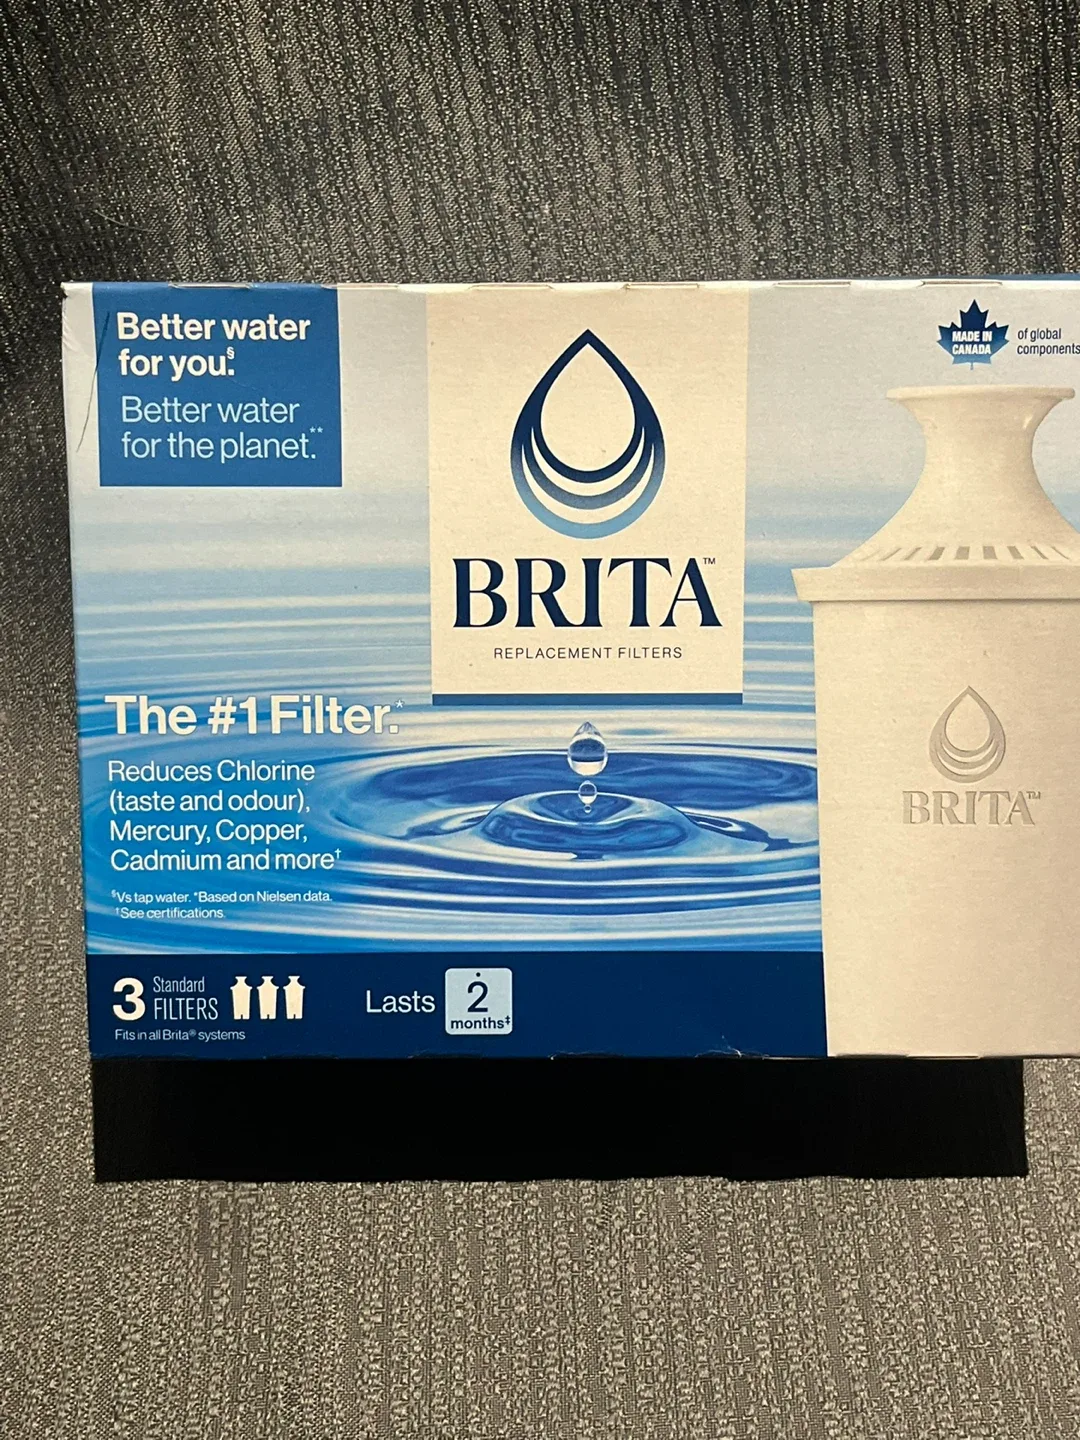 Better water
for you.§
Better water
for the planet.**
MADE IN
CANADA
of global
components
BRITA™
REPLACEMENT FILTERS
The #1 Filter.*
Reduces Chlorine
(taste and odour),
Mercury, Copper,
Cadmium and more†
§Vs tap water. *Based on Nielsen data.
†See certifications.
BRITA™
3 Standard
FILTERS
Fits in all Brita® systems
Lasts 2
months‡